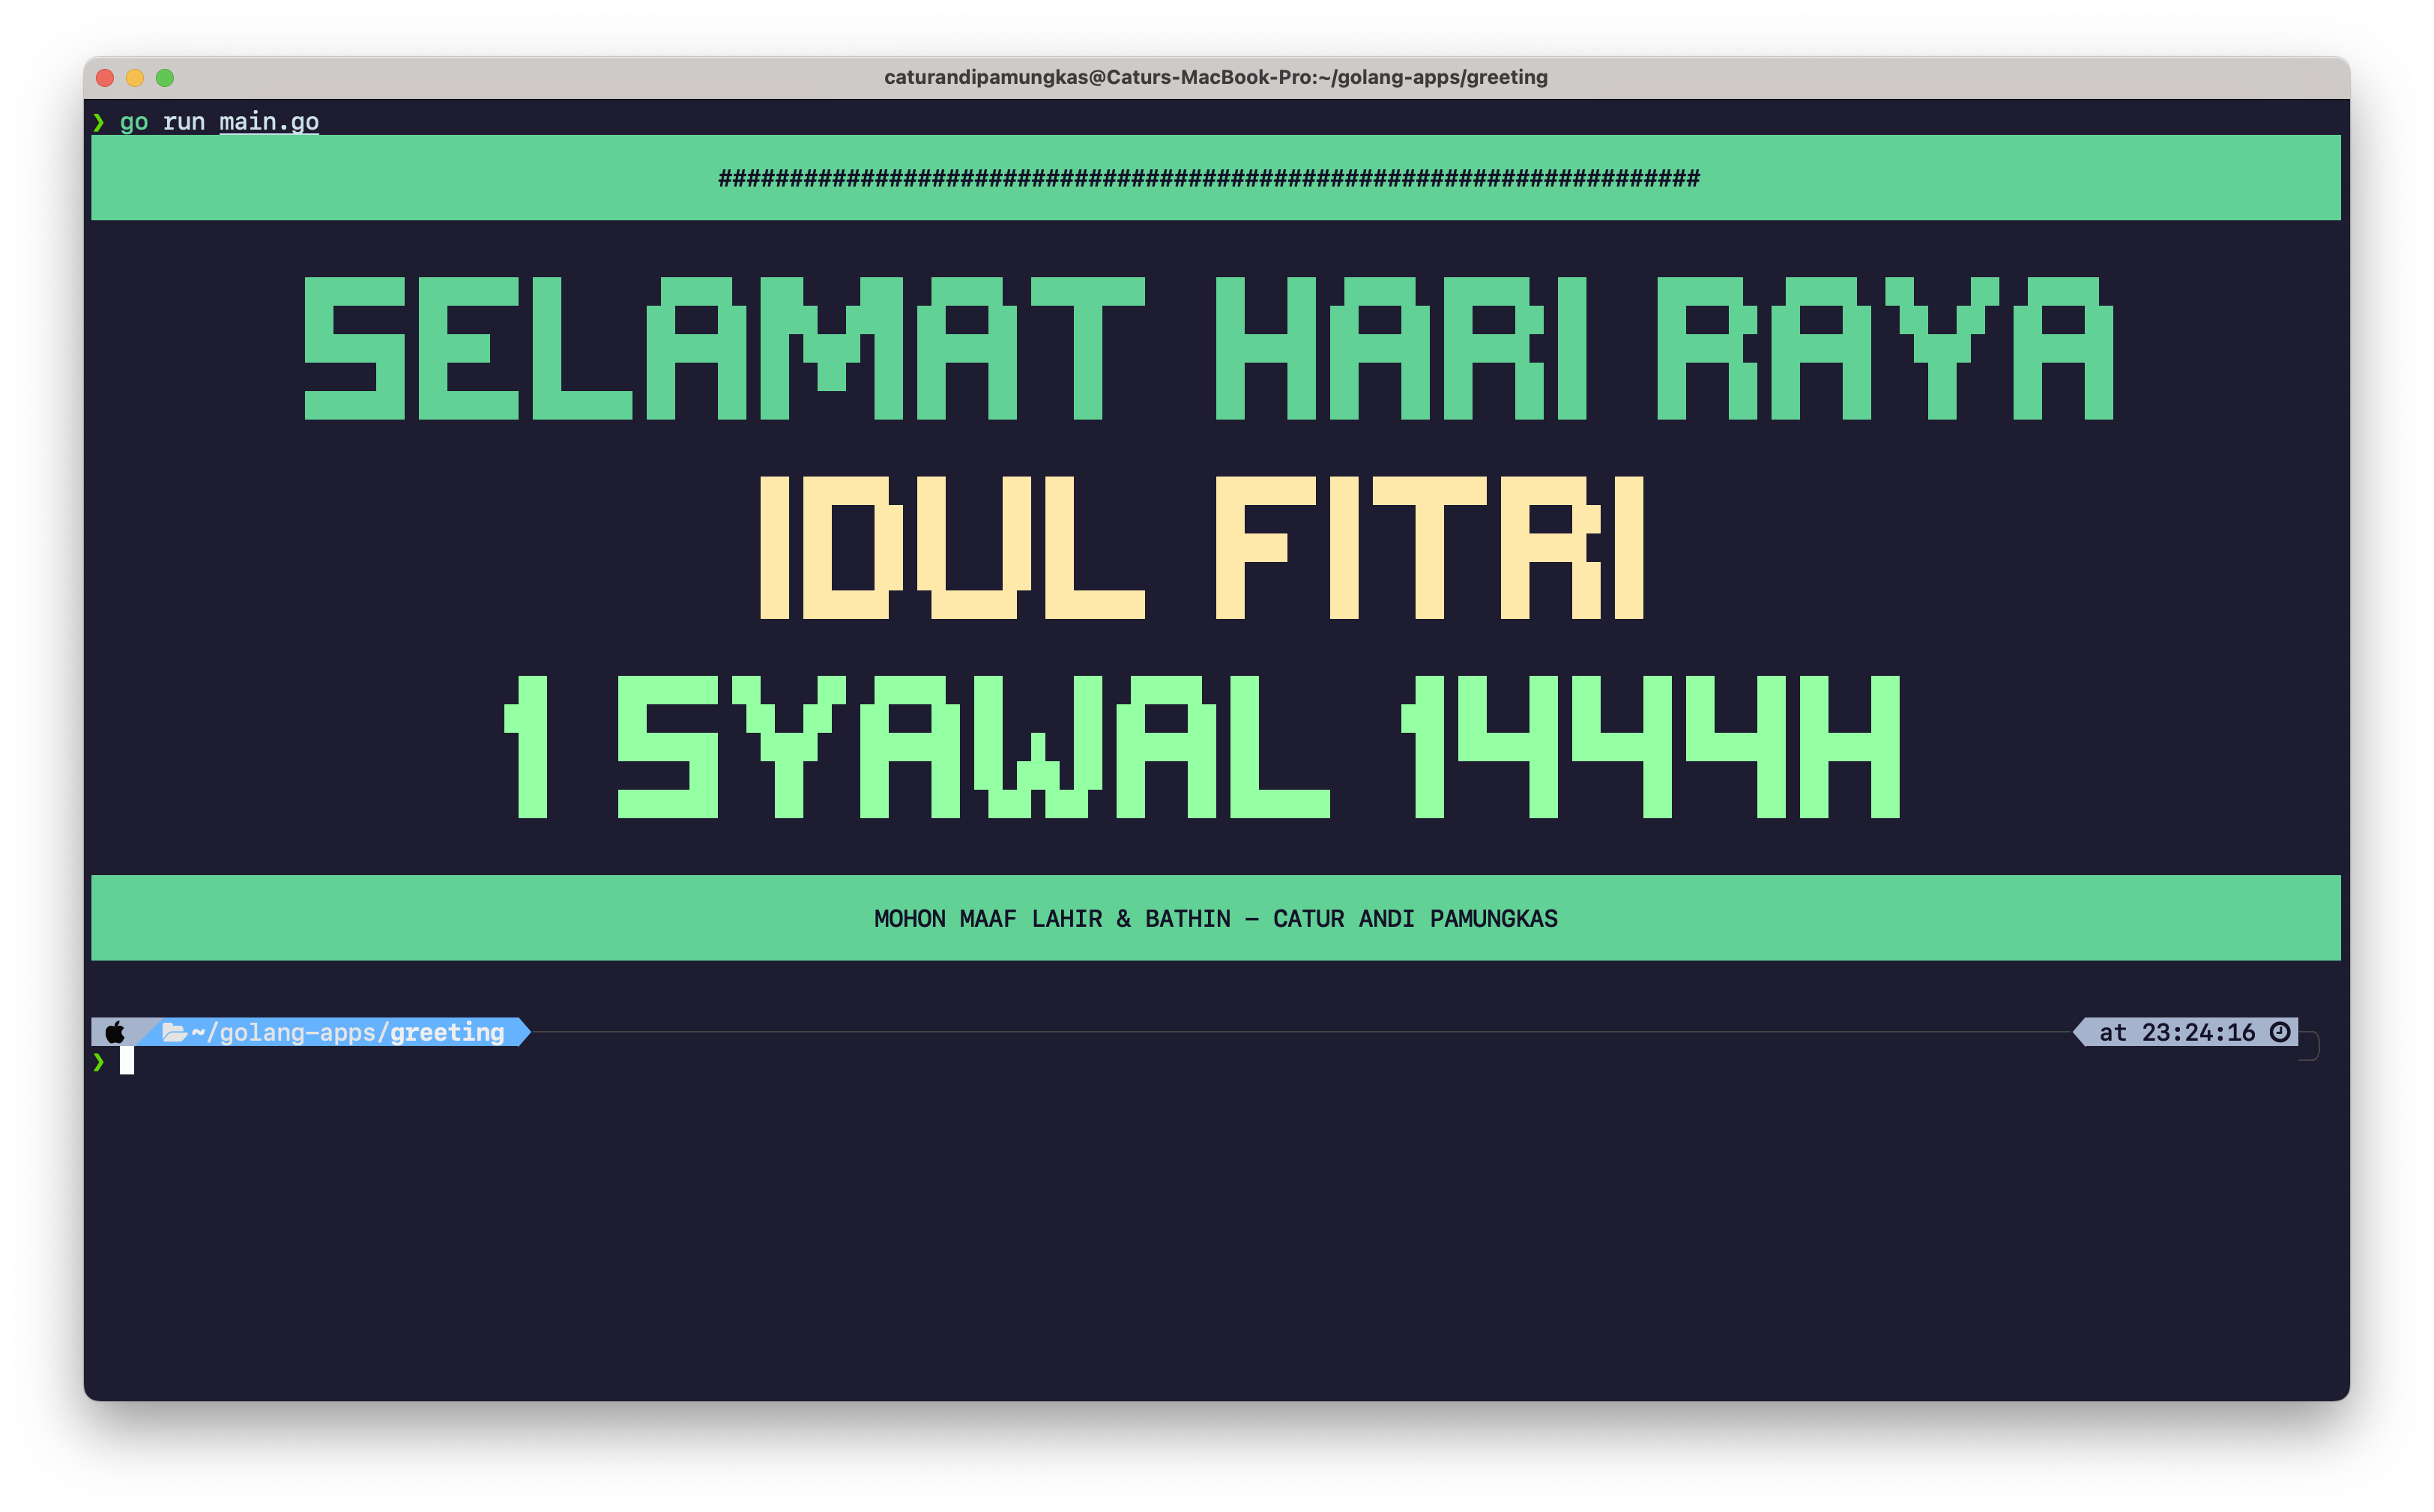 caturandipamungkas@Caturs-MacBook-Pro:~/golang-apps/greeting
❯ go run main.go
#####################################################################
SELAMAT HARI RAYA
IDUL FITRI
1 SYAWAL 1444H
MOHON MAAF LAHIR & BATHIN – CATUR ANDI PAMUNGKAS
~/golang-apps/greeting at 23:24:16
❯